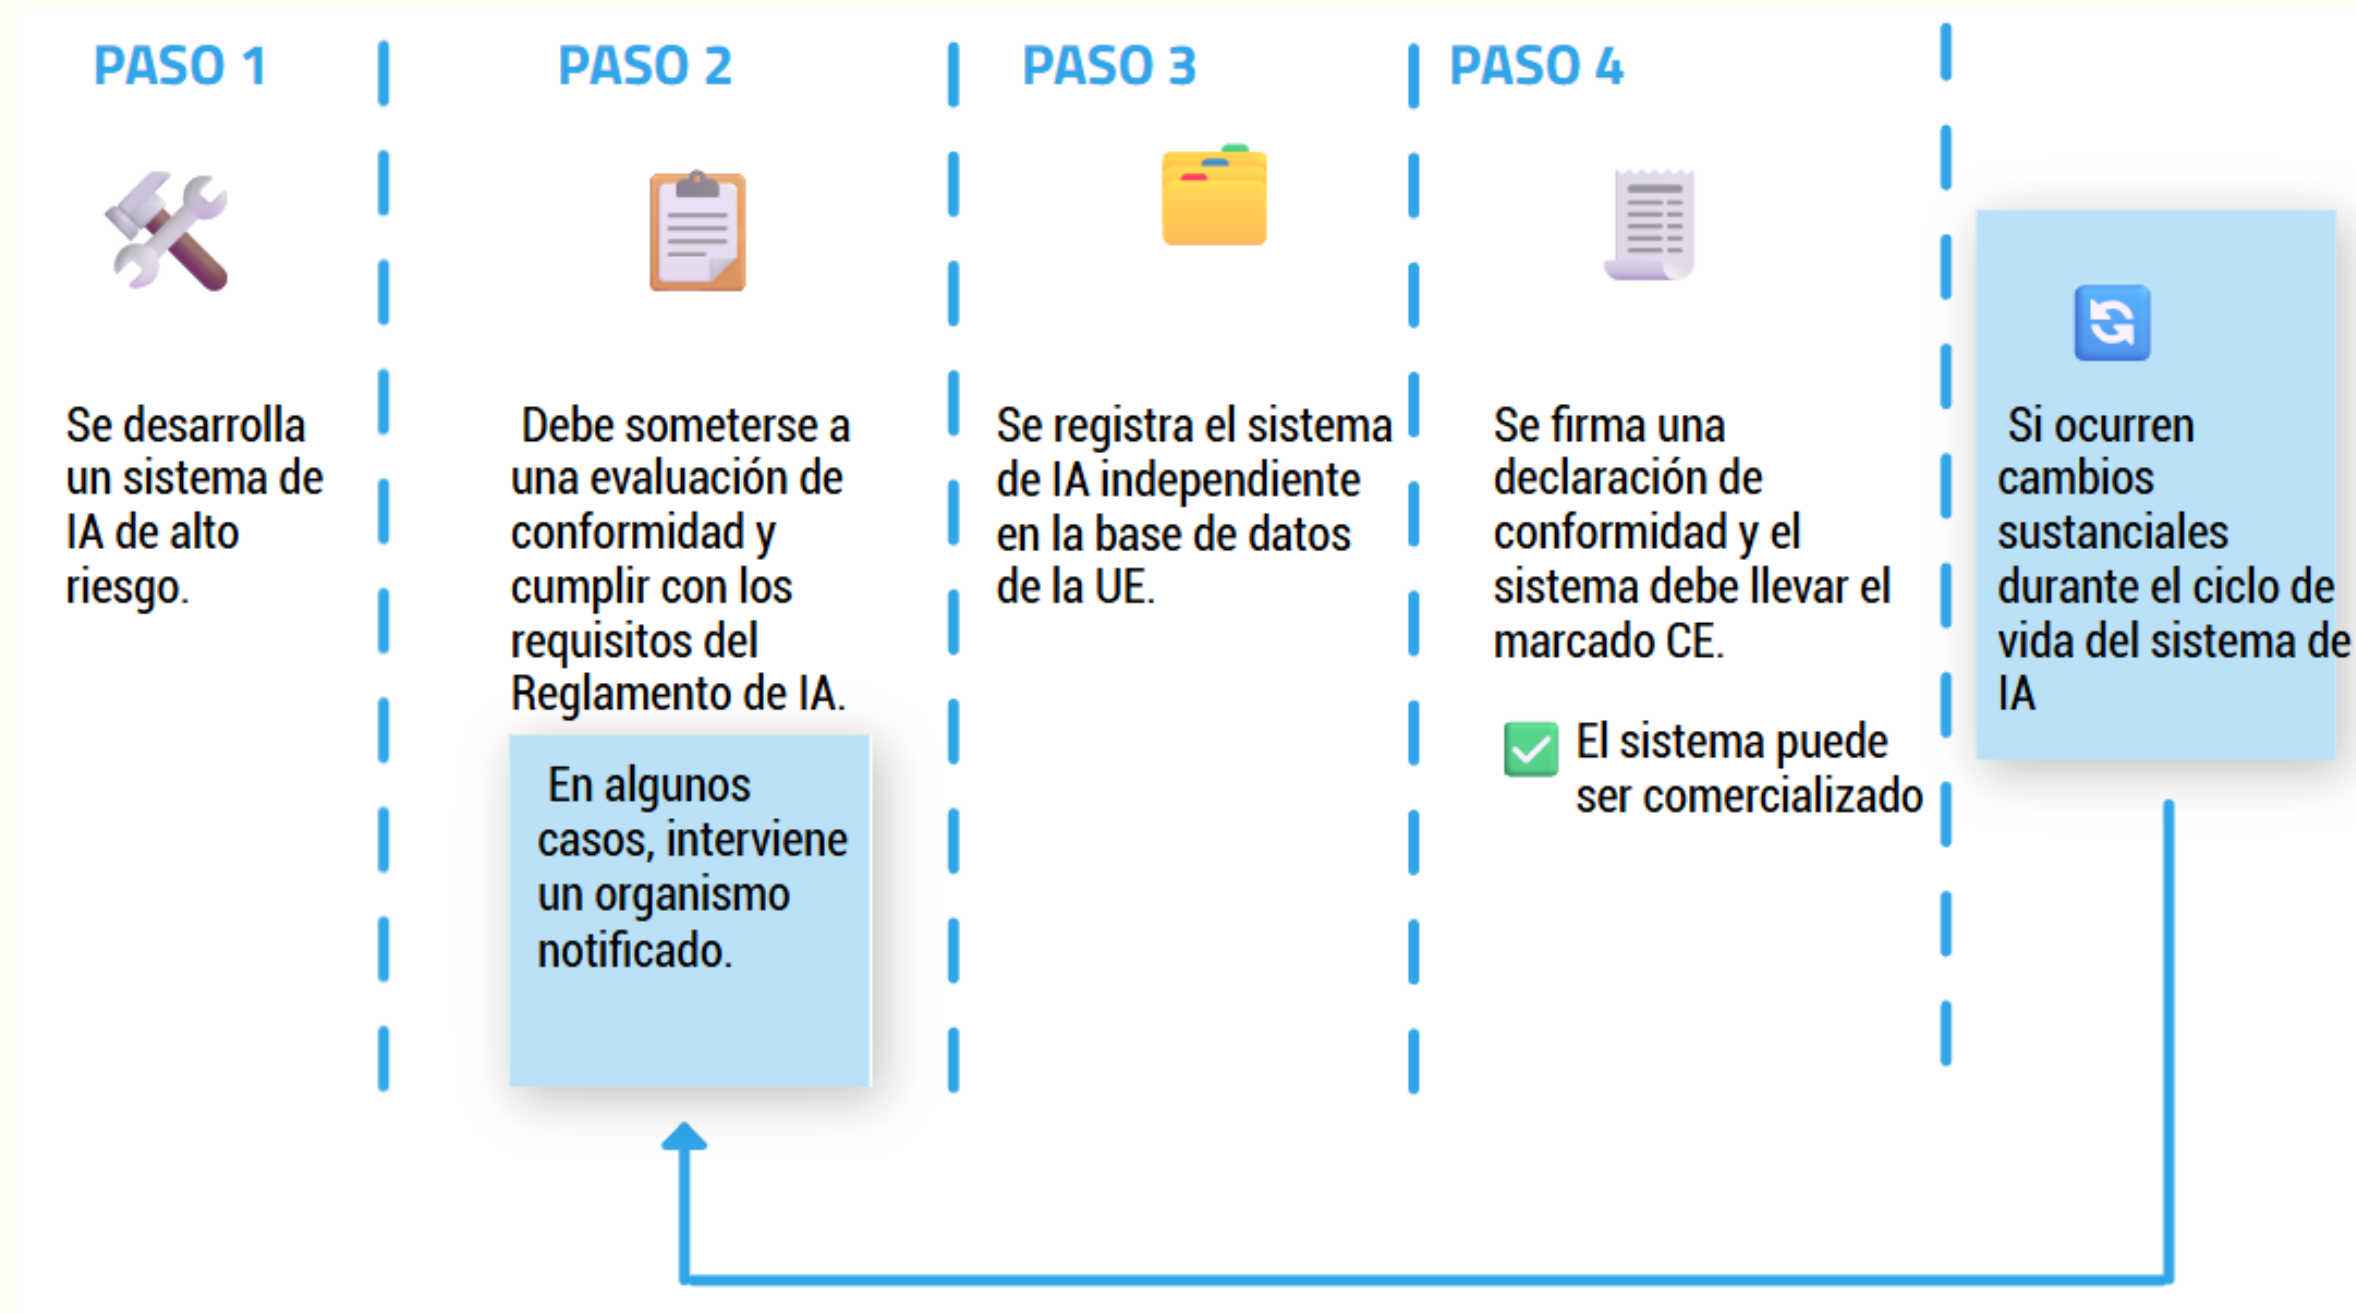 PASO 1
Se desarrolla
un sistema de
IA de alto
riesgo.
PASO 2
Debe someterse a
una evaluación de
conformidad y
cumplir con los
requisitos del
Reglamento de IA.
En algunos
casos, interviene
un organismo
notificado.
PASO 3
Se registra el sistema
de IA independiente
en la base de datos
de la UE.
PASO 4
Se firma una
declaración de
conformidad y el
sistema debe llevar el
marcado CE.
El sistema puede
ser comercializado
Si ocurren
cambios
sustanciales
durante el ciclo de
vida del sistema de
IA